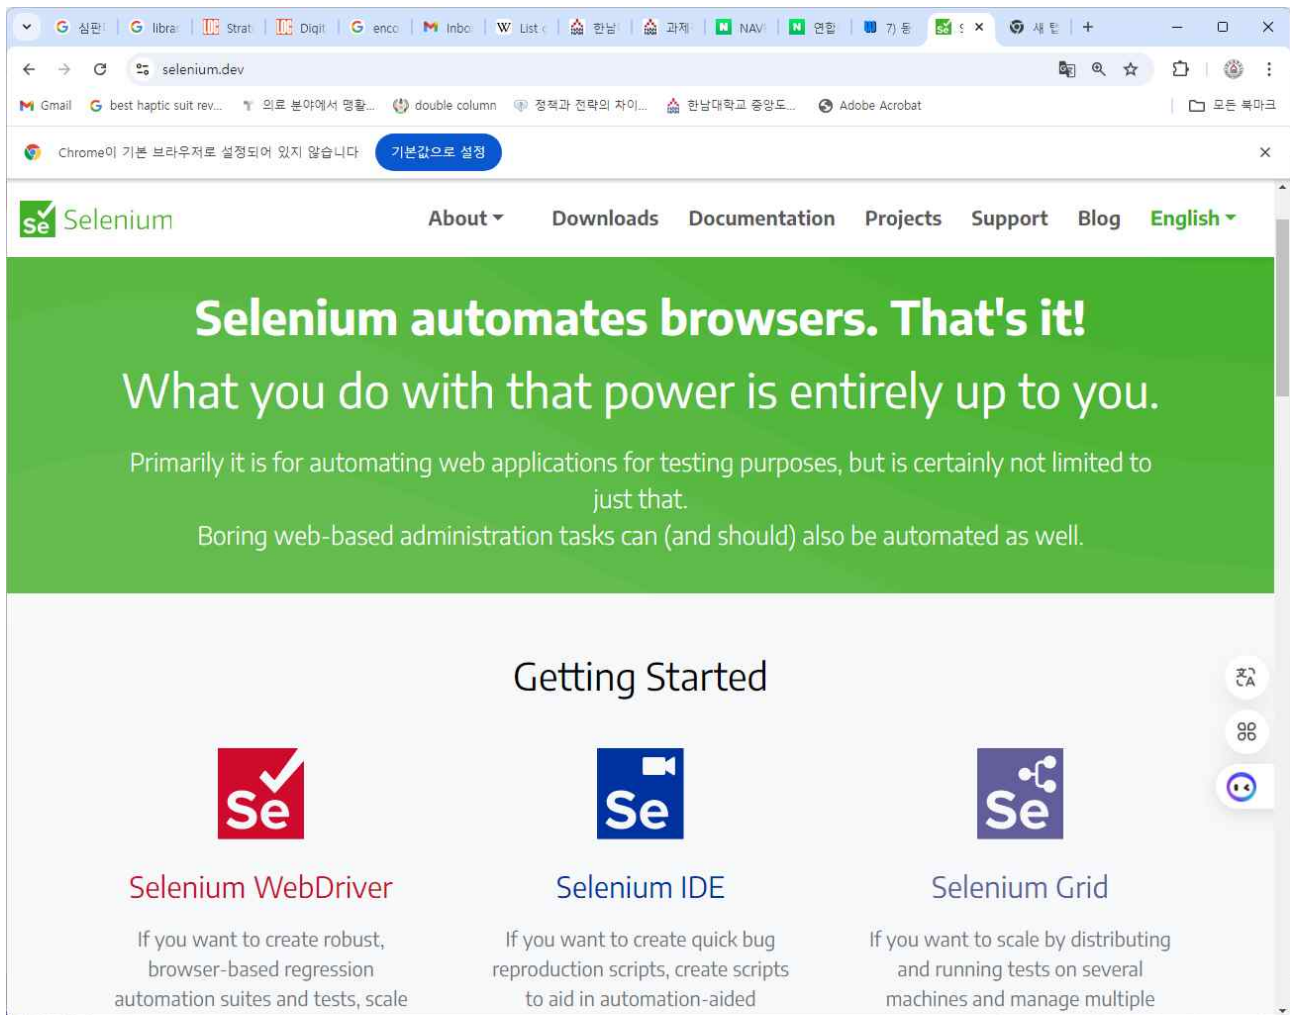 심판
libra
Strat
Digit
enco
Inbo
List
한남
과제
NAV
연합
7) 동
새 탭
selenium.dev
Gmail
best haptic suit rev...
의료 분야에서 명활...
double column
정책과 전략의 차이...
한남대학교 중앙도...
Adobe Acrobat
모든 북마크
Chrome이 기본 브라우저로 설정되어 있지 않습니다
기본값으로 설정
Se Selenium
About
Downloads
Documentation
Projects
Support
Blog
English
Selenium automates browsers. That's it!
What you do with that power is entirely up to you.
Primarily it is for automating web applications for testing purposes, but is certainly not limited to
just that.
Boring web-based administration tasks can (and should) also be automated as well.
Getting Started
Se
Se
Se
Selenium WebDriver
If you want to create robust,
browser-based regression
automation suites and tests, scale
Selenium IDE
If you want to create quick bug
reproduction scripts, create scripts
to aid in automation-aided
Selenium Grid
If you want to scale by distributing
and running tests on several
machines and manage multiple